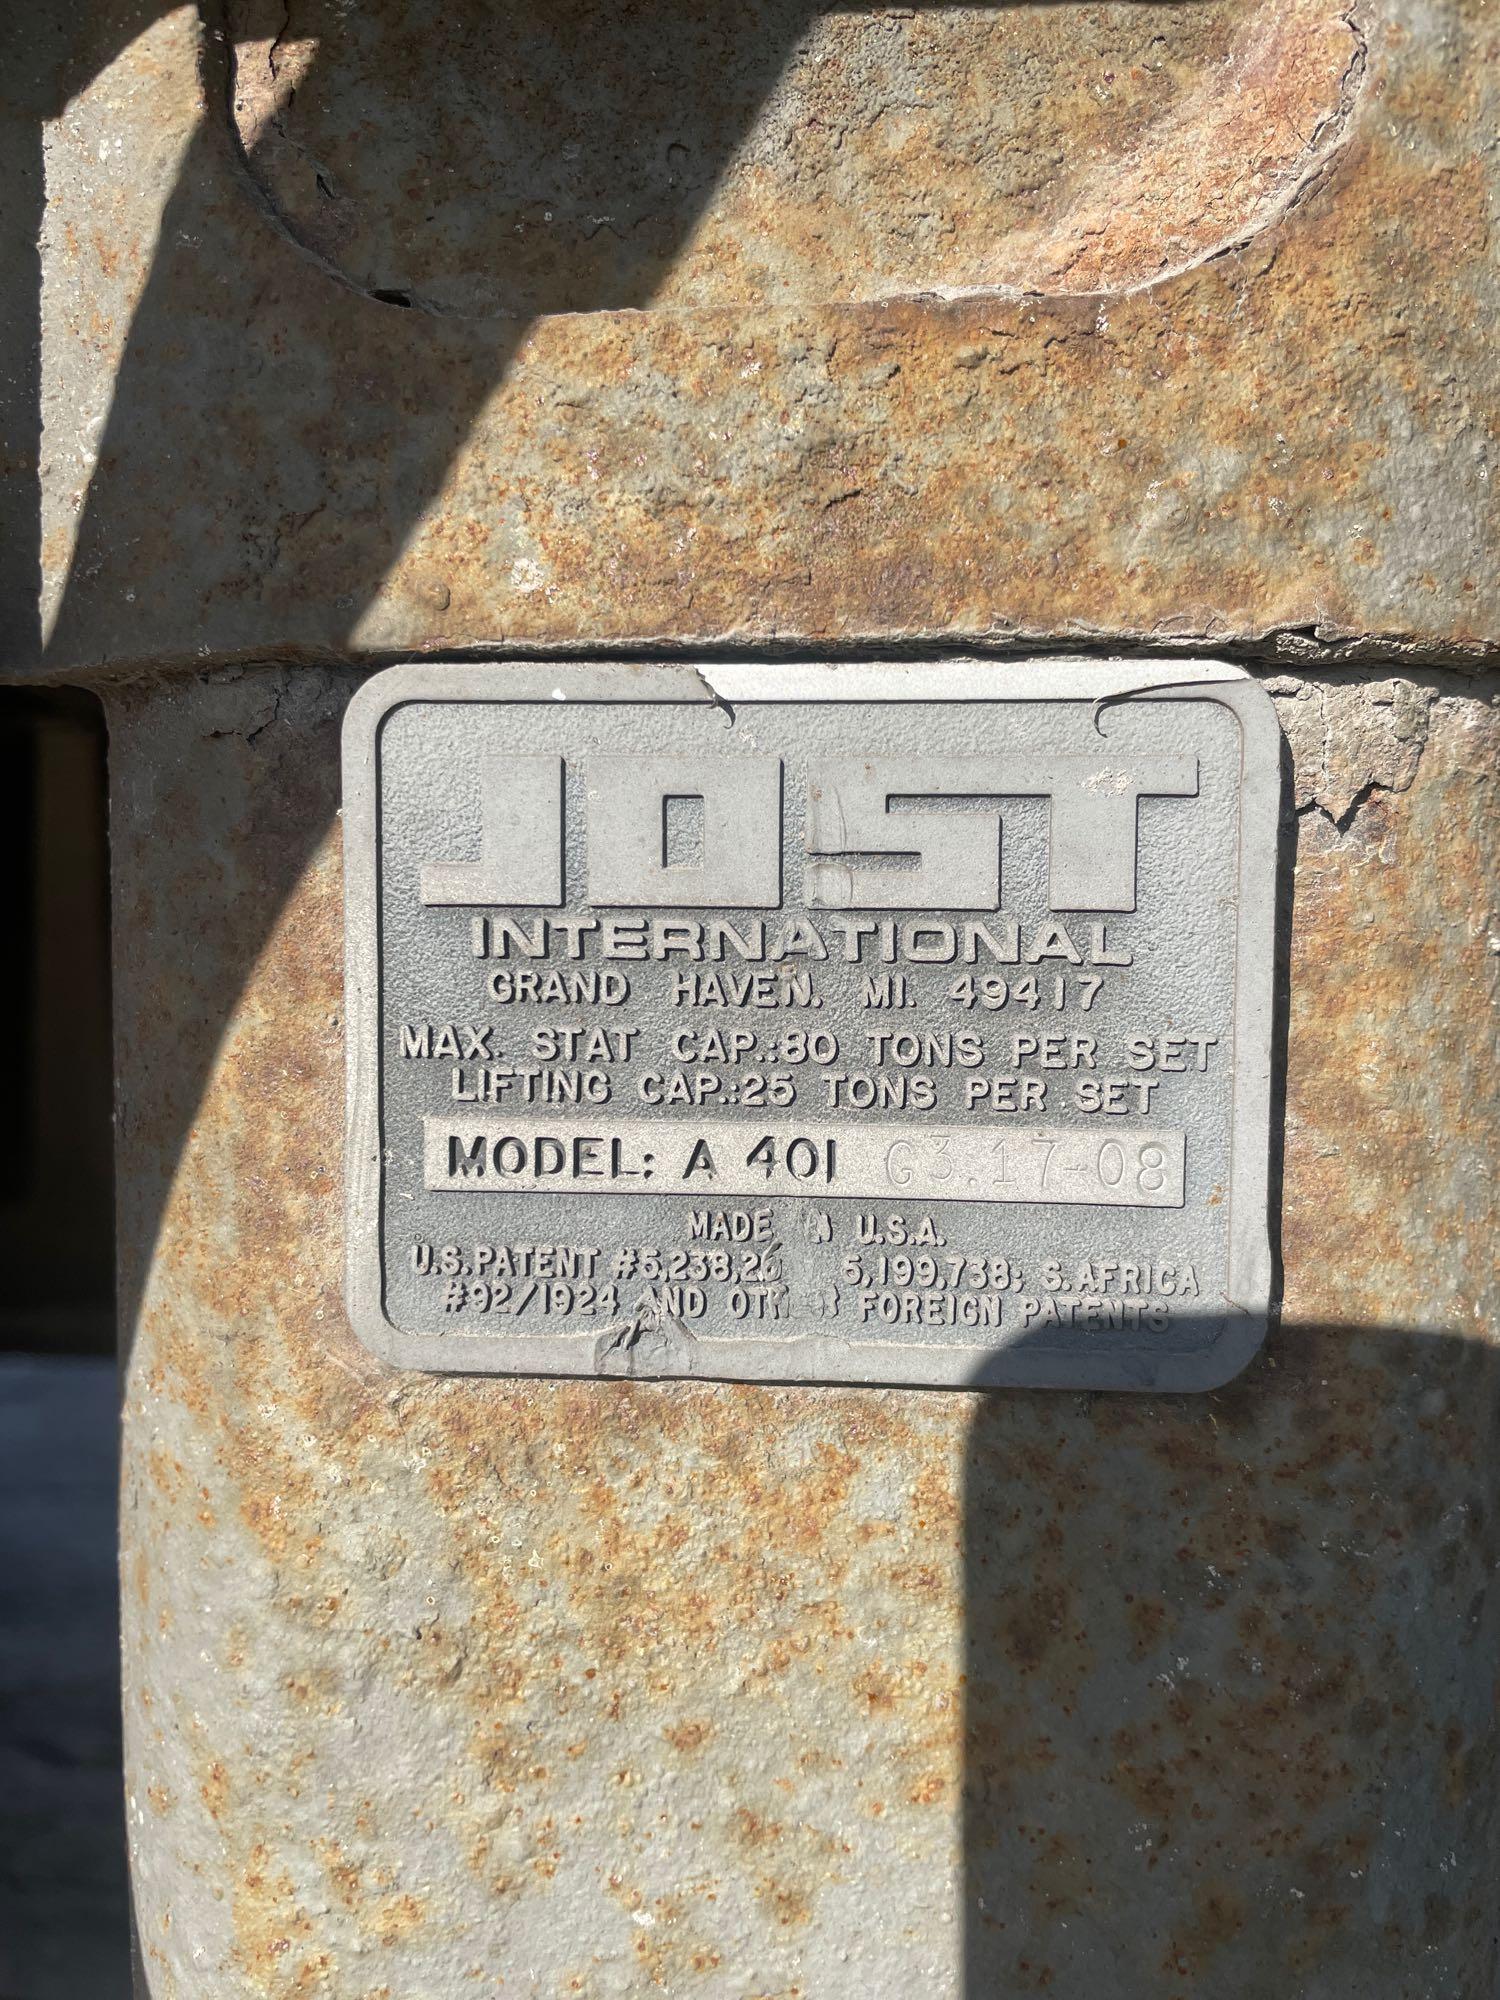 JOST
INTERNATIONAL
GRAND HAVEN. MI. 49417
MAX. STAT CAP.:80 TONS PER SET
LIFTING CAP.:25 TONS PER SET
MODEL: A 401 G3.17-08
MADE U.S.A.
U.S.PATENT 5,199,738; S.AFRICA
#92/1924 AND FOREIGN PATENTS